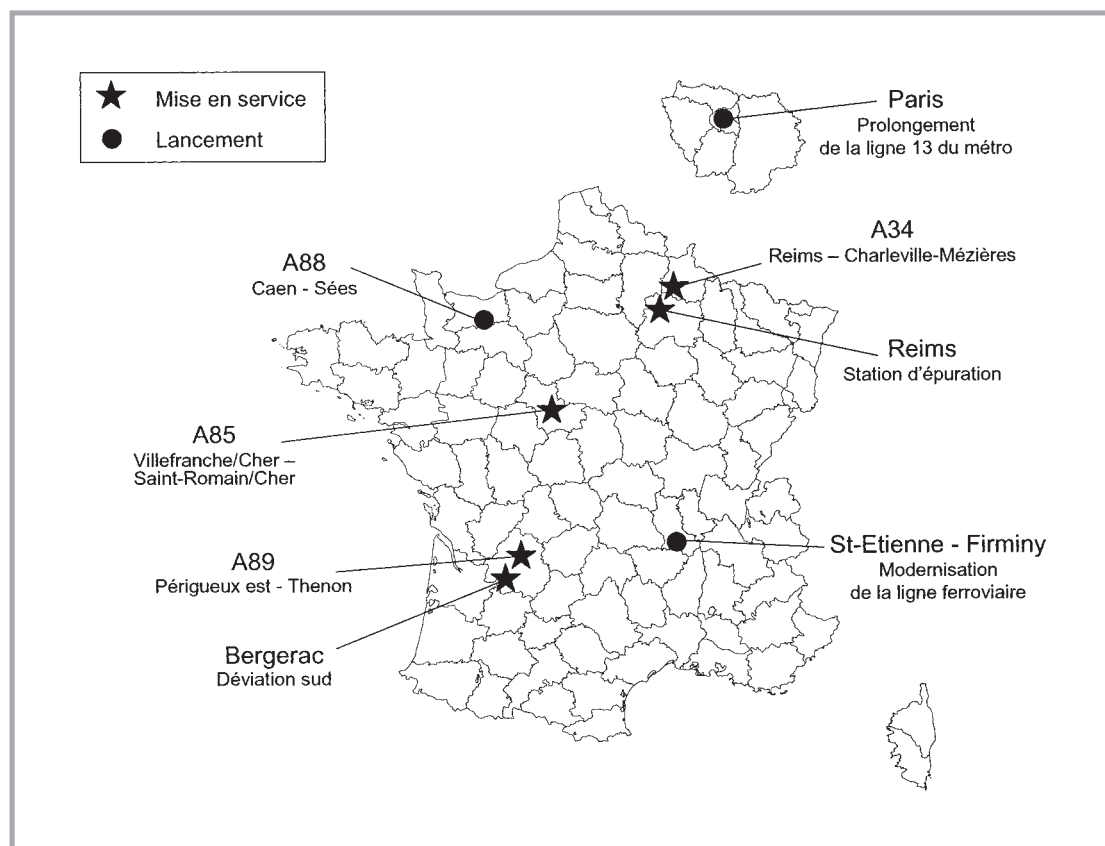 Mise en service
Lancement
Paris
Prolongement
de la ligne 13 du métro
A34
Reims – Charleville-Mézières
A88
Caen - Sées
Reims
Station d'épuration
A85
Villefranche/Cher –
Saint-Romain/Cher
St-Etienne - Firminy
Modernisation
de la ligne ferroviaire
A89
Périgueux est - Thenon
Bergerac
Déviation sud